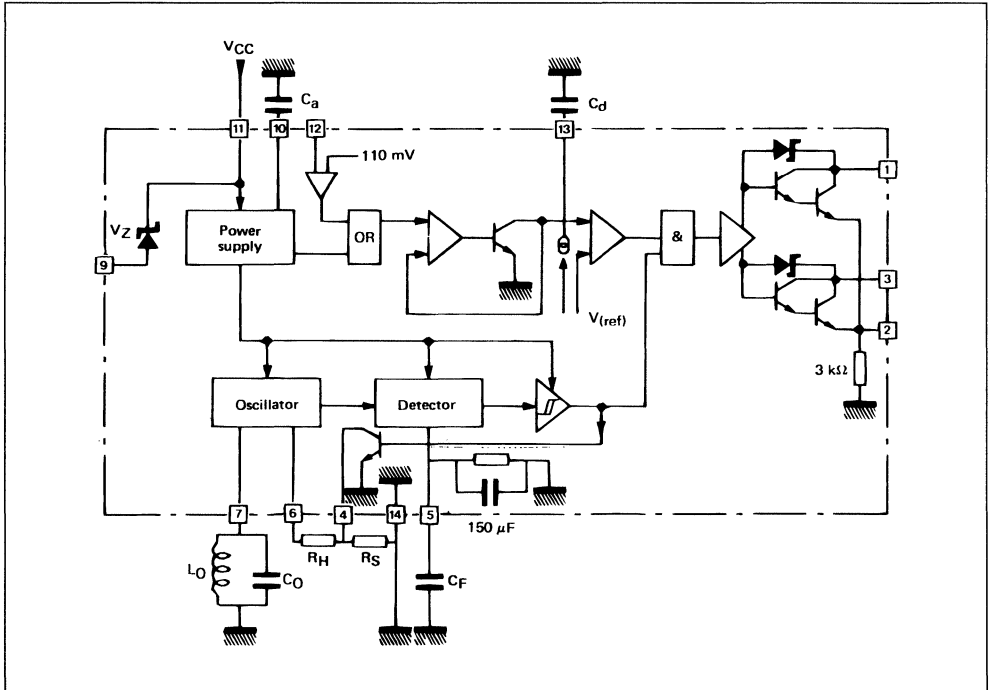 VCC
Ca
Cd
11
10
12
13
110 mV
1
VZ
Power
supply
OR
&
9
3
V(ref)
2
3 kΩ
Oscillator
Detector
150 μF
7
6
4
14
5
RH
RS
LO
CO
CF